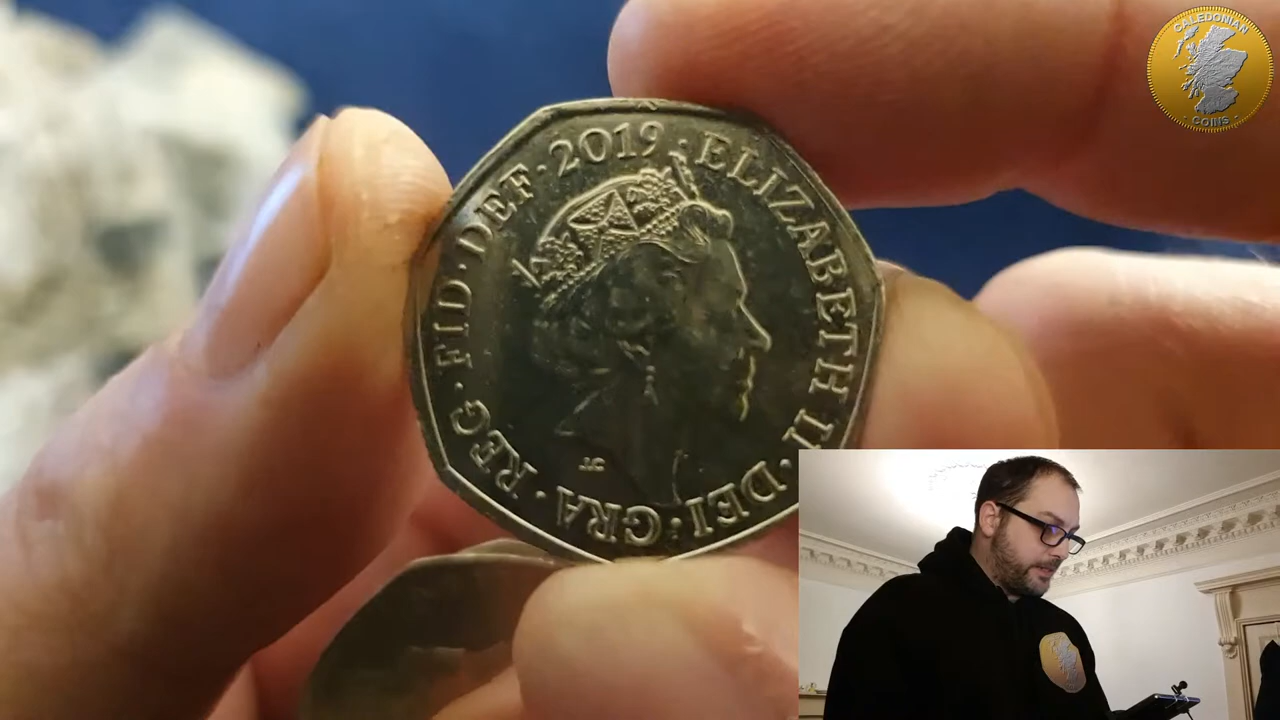 CALEDONIAN
COINS
ELIZABETH II · DEI · GRA · REG · FID · DEF · 2019